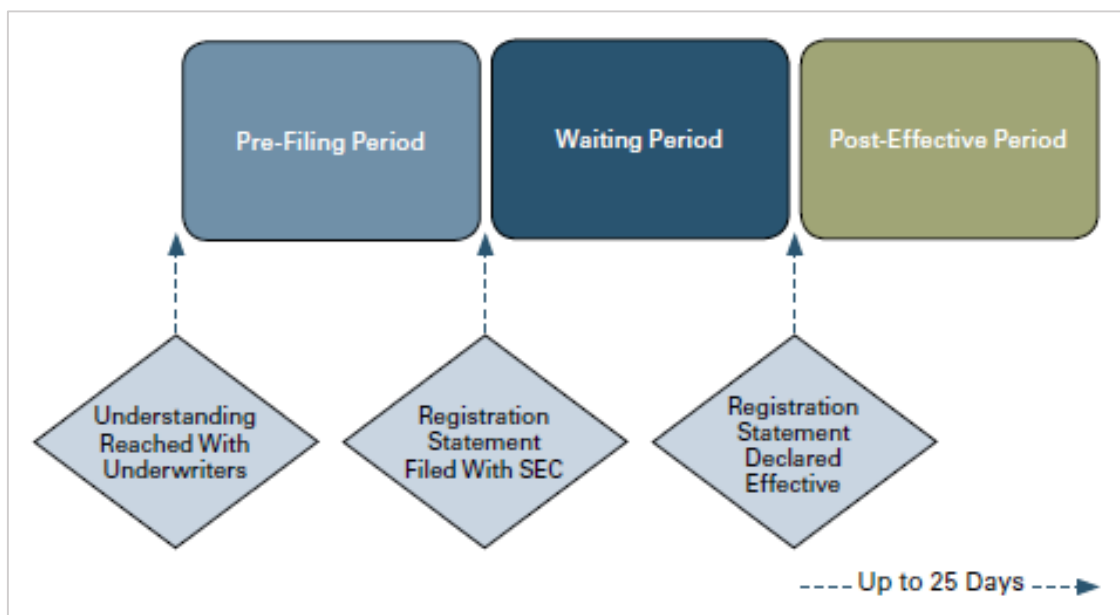 Pre-Filing Period
Waiting Period
Post-Effective Period
Understanding
Reached With
Underwriters
Registration
Statement
Filed With SEC
Registration
Statement
Declared
Effective
Up to 25 Days